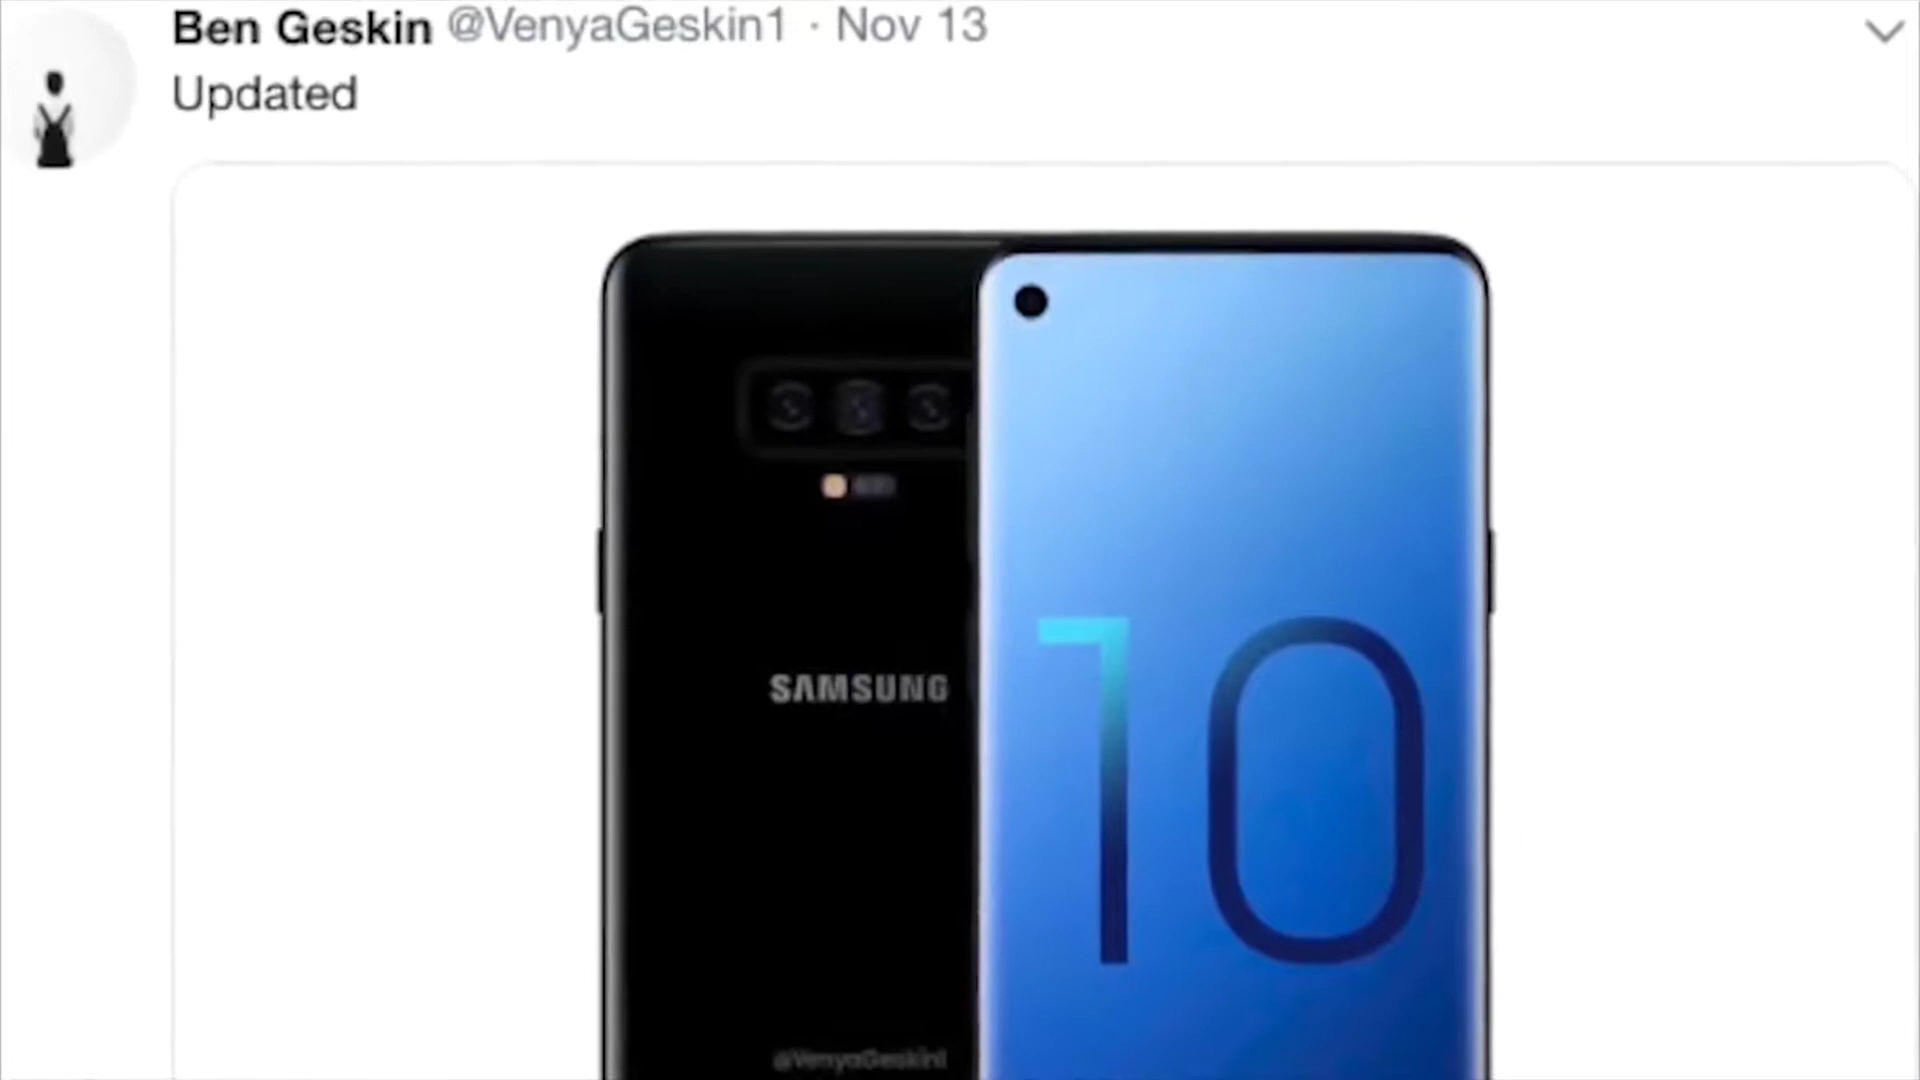 Ben Geskin @VenyaGeskin1 · Nov 13
Updated
SAMSUNG
10
@VenyaGeskin1